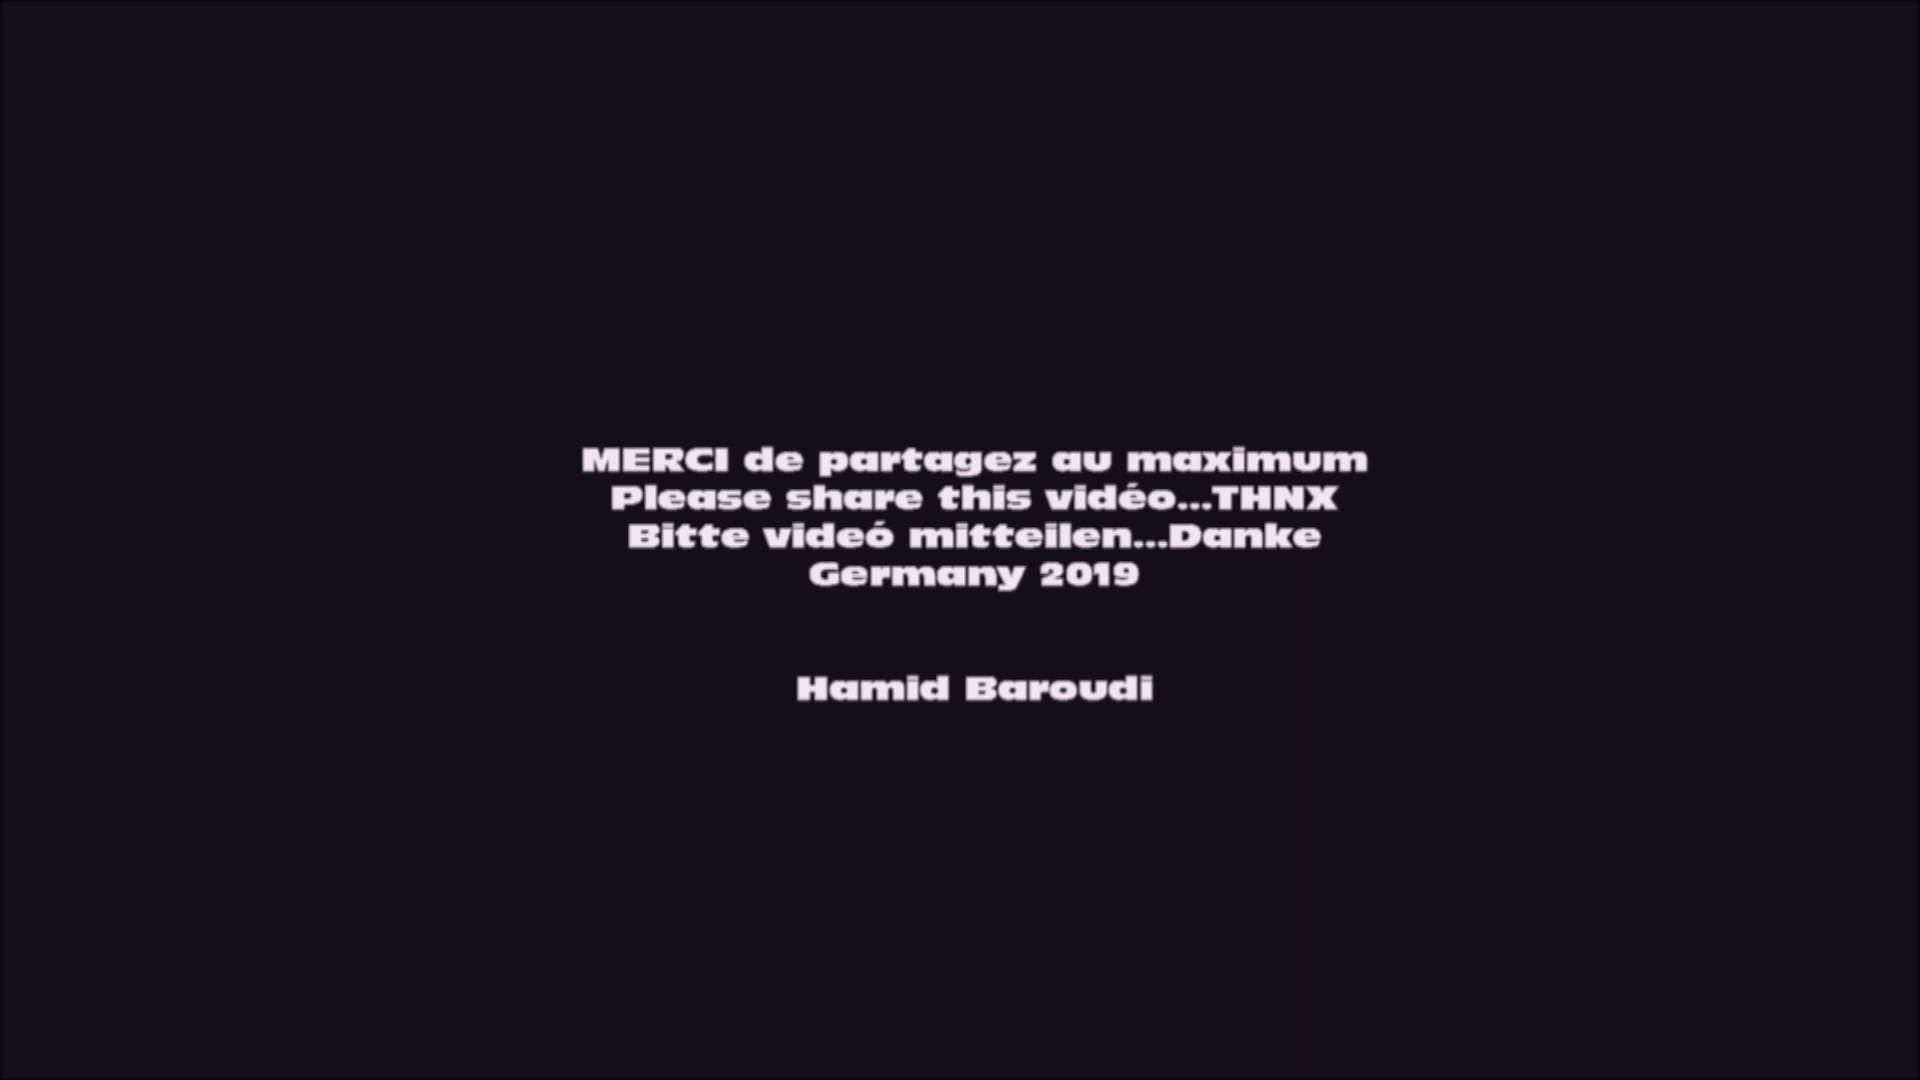 MERCI de partagez au maximum
Please share this vidéo...THNX
Bitte videó mitteilen...Danke
Germany 2019
Hamid Baroudi